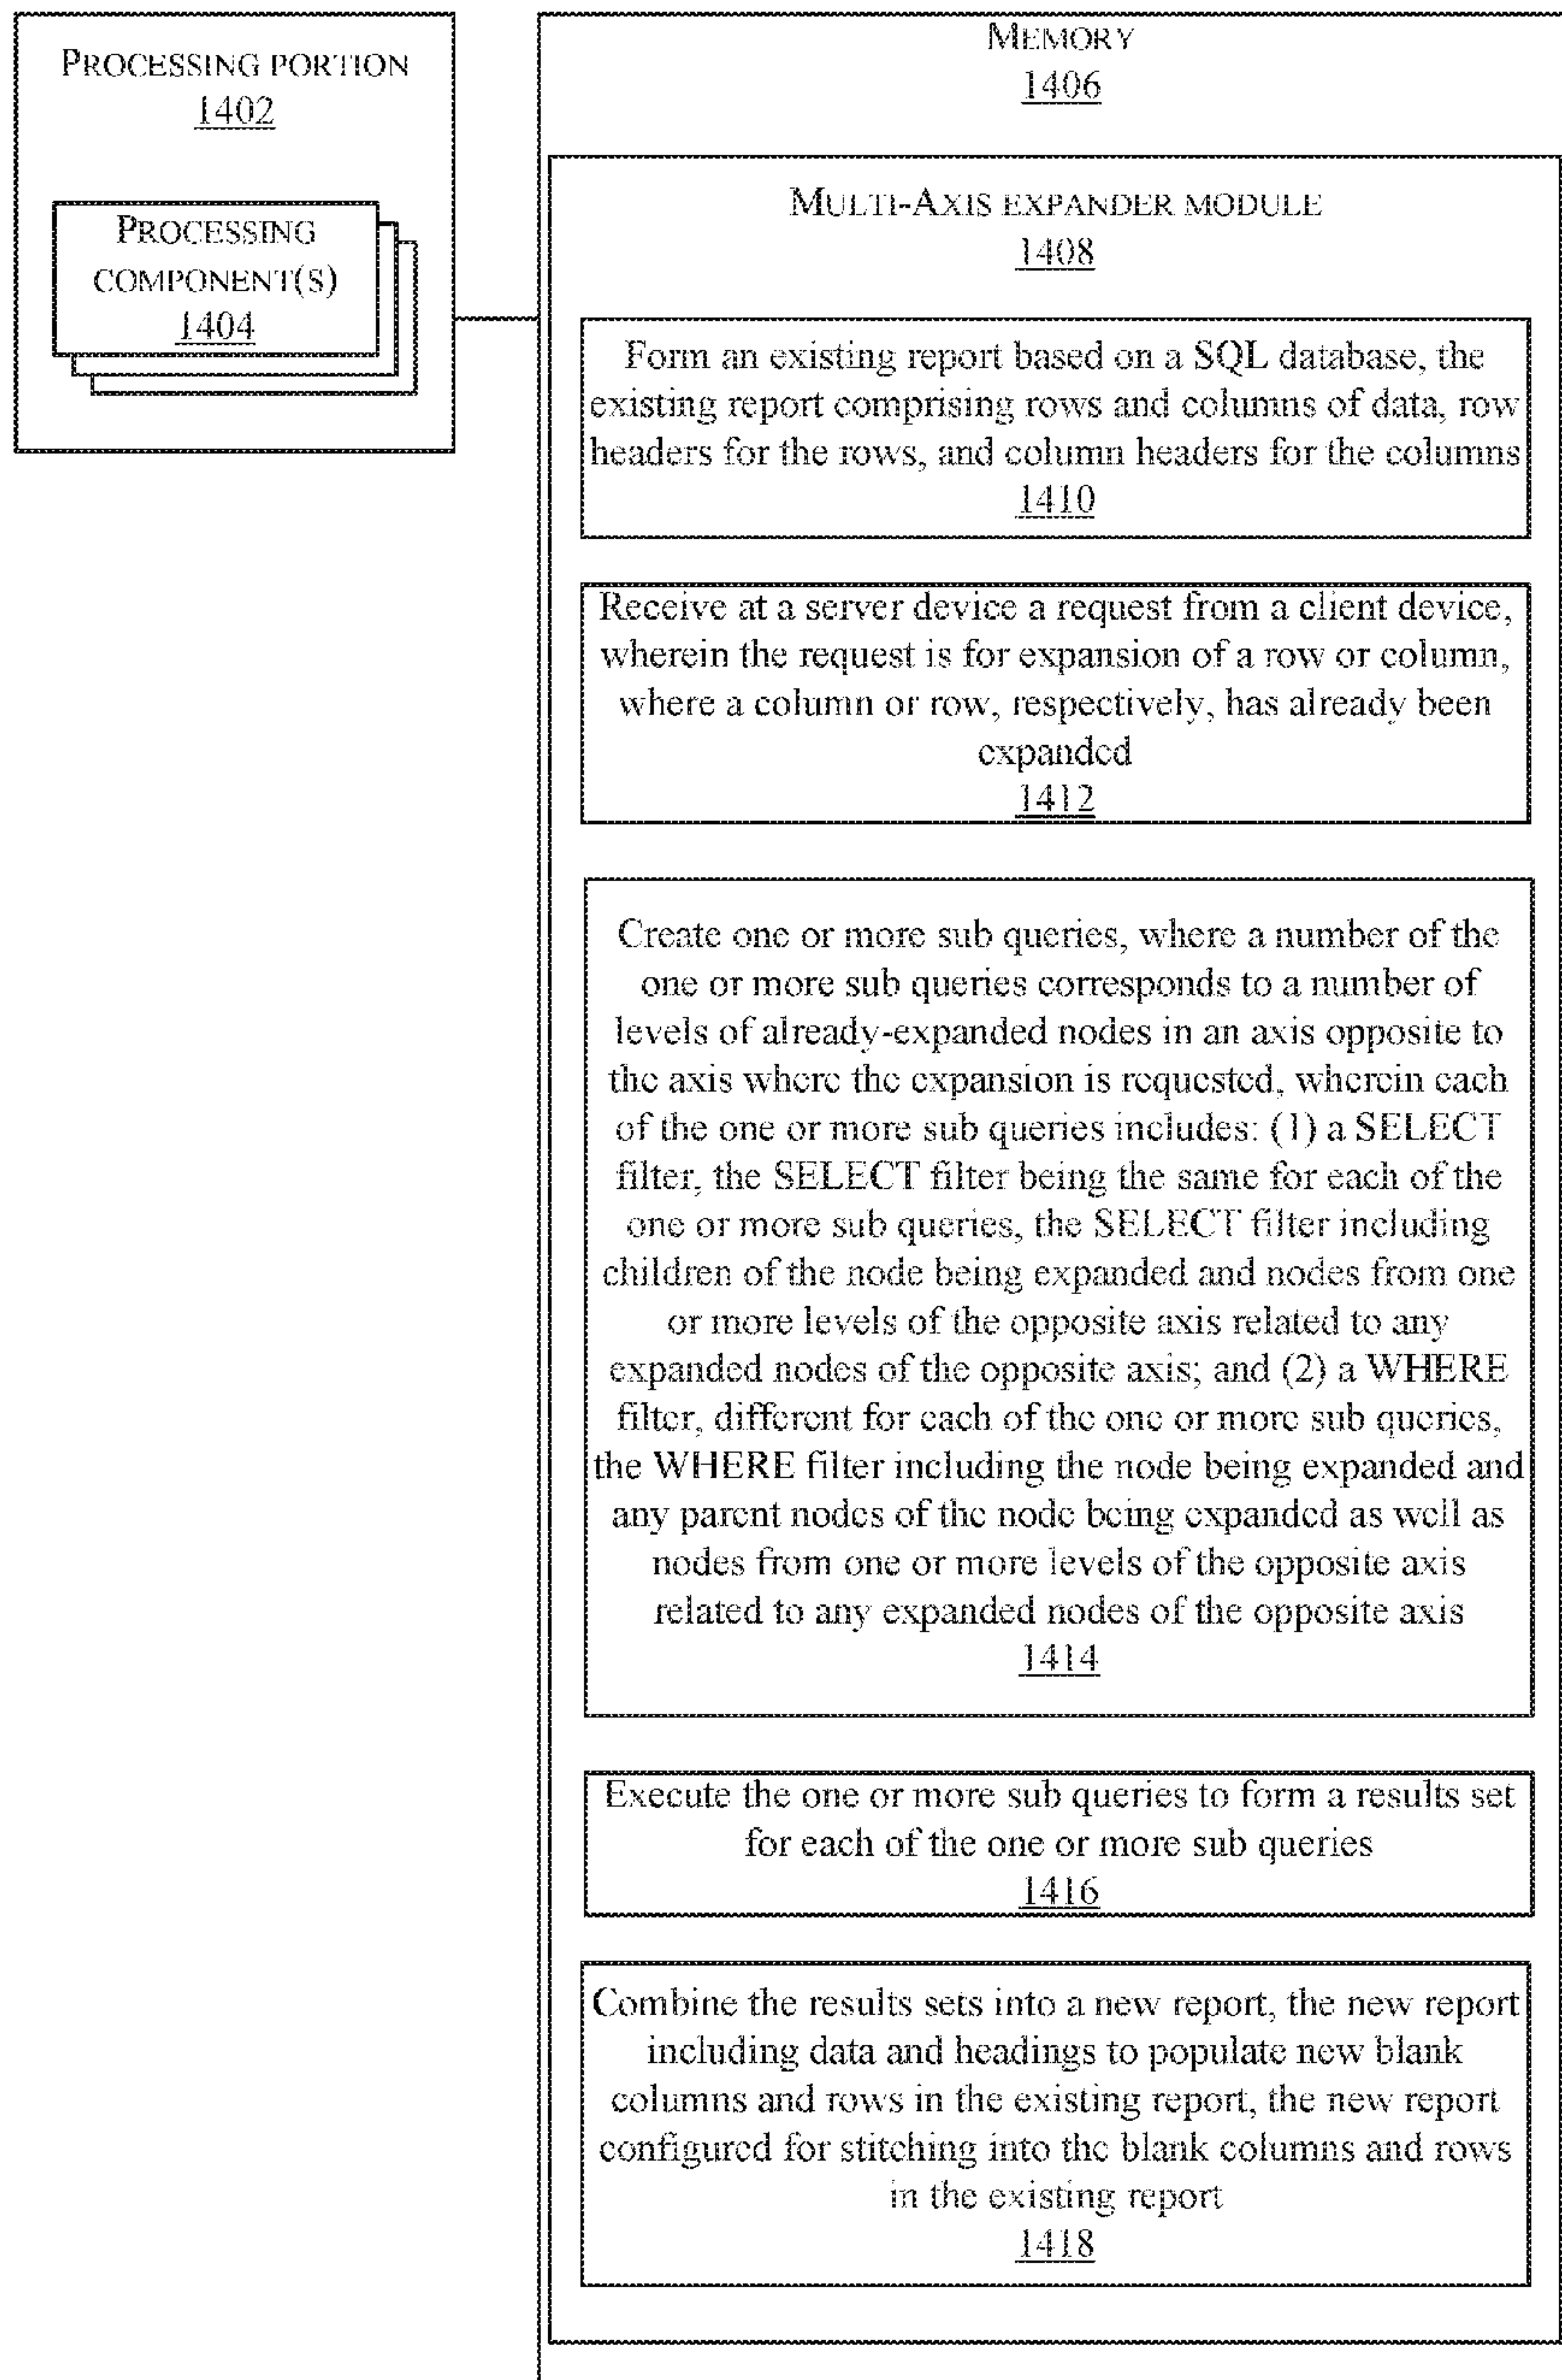 PROCESSING PORTION
1402
PROCESSING
COMPONENT(S)
1404
MEMORY
1406
MULTI-AXIS EXPANDER MODULE
1408
Form an existing report based on a SQL database, the
existing report comprising rows and columns of data, row
headers for the rows, and column headers for the columns
1410
Receive at a server device a request from a client device,
wherein the request is for expansion of a row or column,
where a column or row, respectively, has already been
expanded
1412
Create one or more sub queries, where a number of the
one or more sub queries corresponds to a number of
levels of already-expanded nodes in an axis opposite to
the axis where the expansion is requested, wherein each
of the one or more sub queries includes: (1) a SELECT
filter, the SELECT filter being the same for each of the
one or more sub queries, the SELECT filter including
children of the node being expanded and nodes from one
or more levels of the opposite axis related to any
expanded nodes of the opposite axis; and (2) a WHERE
filter, different for each of the one or more sub queries,
the WHERE filter including the node being expanded and
any parent nodes of the node being expanded as well as
nodes from one or more levels of the opposite axis
related to any expanded nodes of the opposite axis
1414
Execute the one or more sub queries to form a results set
for each of the one or more sub queries
1416
Combine the results sets into a new report, the new report
including data and headings to populate new blank
columns and rows in the existing report, the new report
configured for stitching into the blank columns and rows
in the existing report
1418